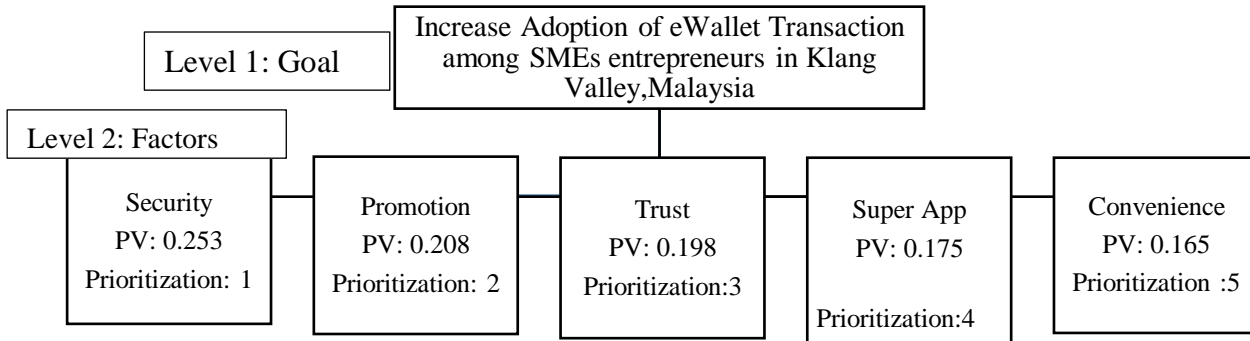 Increase Adoption of eWallet Transaction
among SMEs entrepreneurs in Klang
Valley,Malaysia
Level 1: Goal
Level 2: Factors
Security
PV: 0.253
Prioritization: 1
Promotion
PV: 0.208
Prioritization: 2
Trust
PV: 0.198
Prioritization:3
Super App
PV: 0.175
Prioritization:4
Convenience
PV: 0.165
Prioritization :5